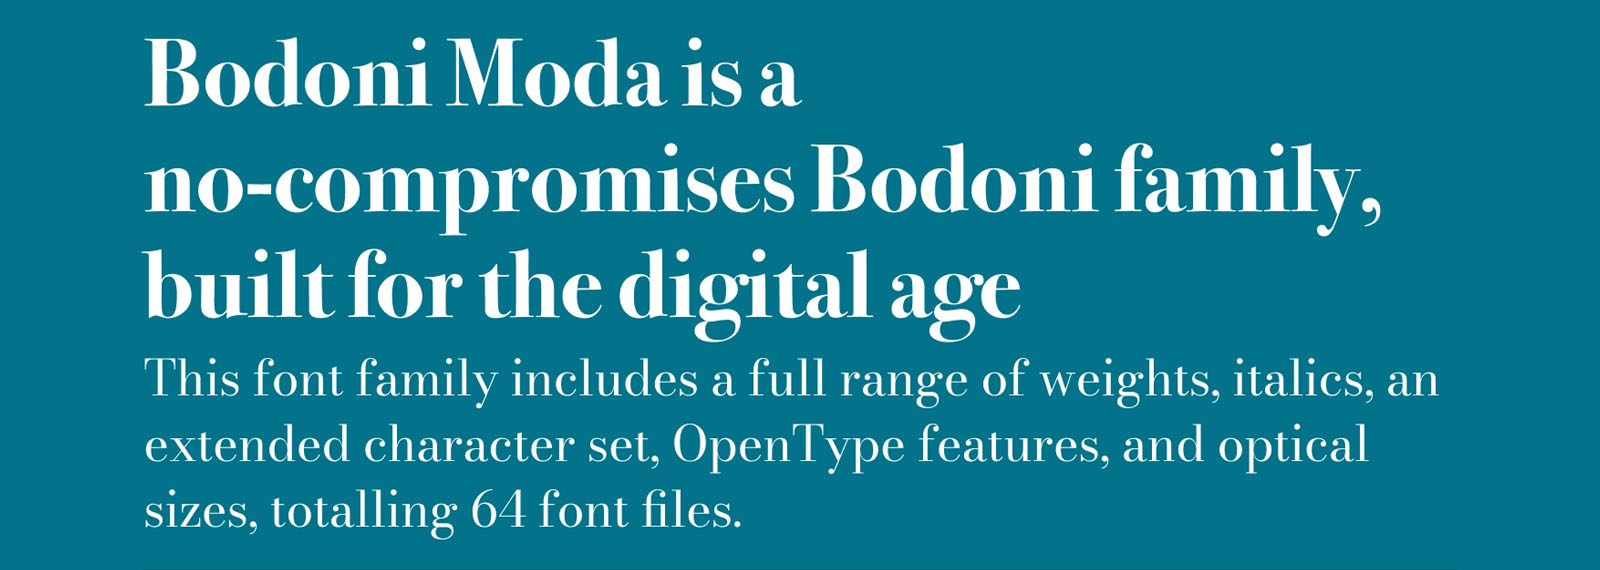 Bodoni Moda is a
no-compromises Bodoni family,
built for the digital age
This font family includes a full range of weights, italics, an
extended character set, OpenType features, and optical
sizes, totalling 64 font files.